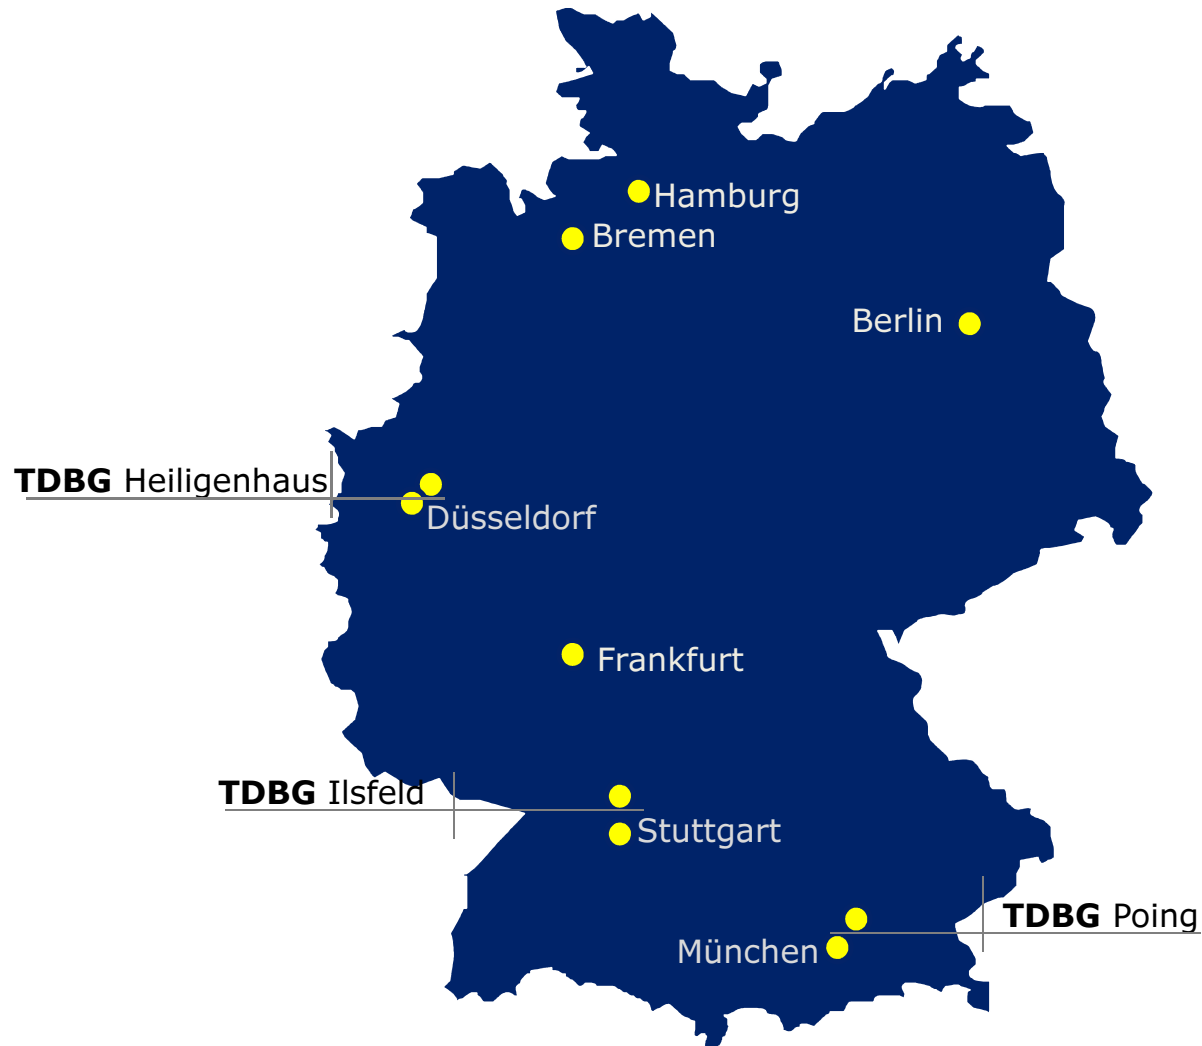 Hamburg
Bremen
Berlin
TDBG Heiligenhaus
Düsseldorf
Frankfurt
TDBG Ilsfeld
Stuttgart
TDBG Poing
München